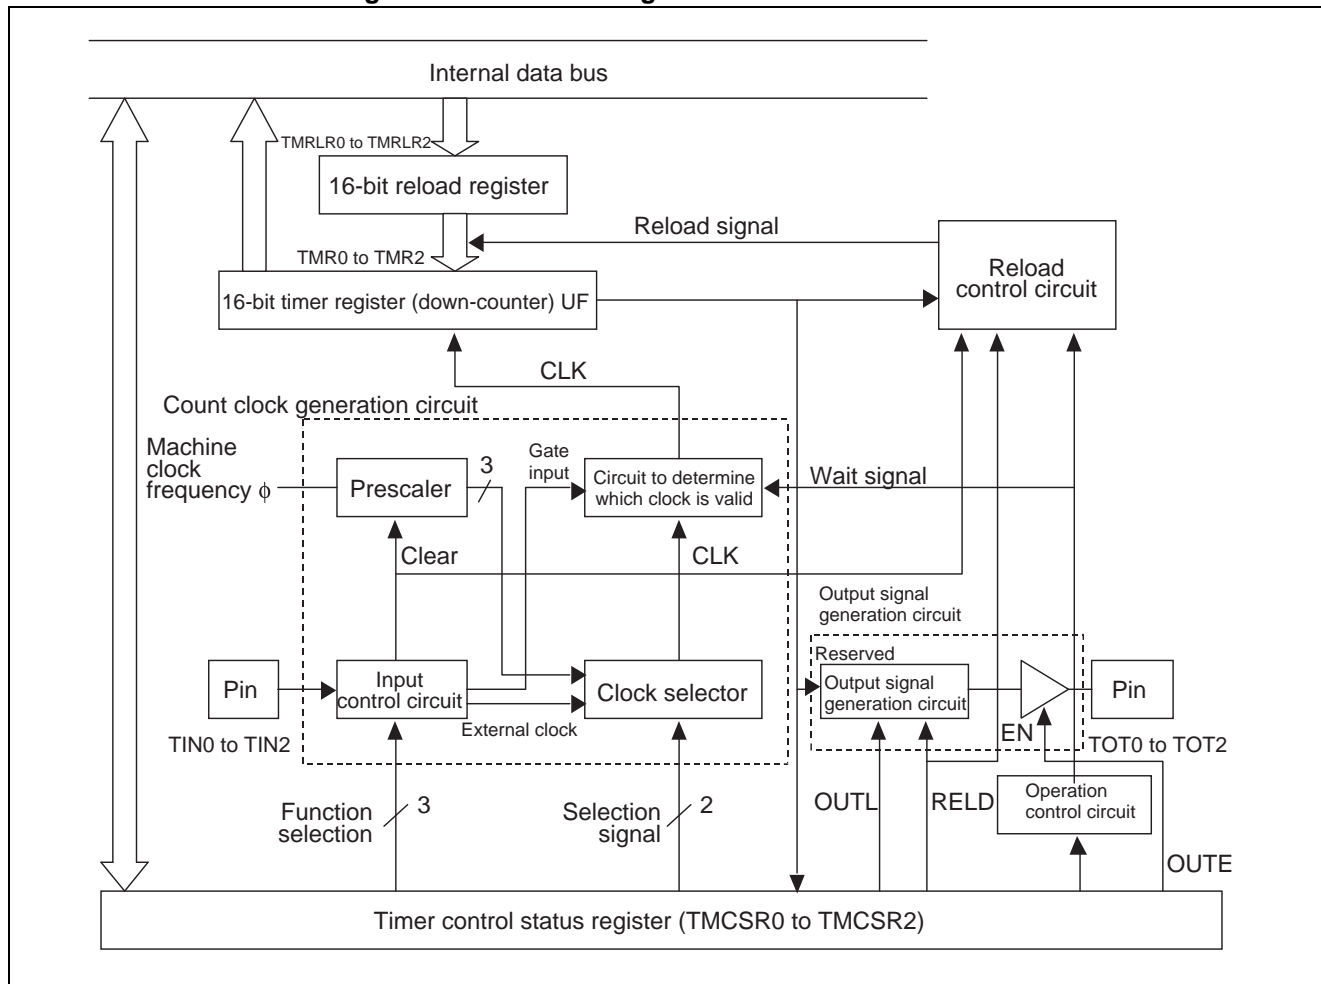 Internal data bus
TMRLR0 to TMRLR2
16-bit reload register
Reload signal
TMR0 to TMR2
Reload
control circuit
16-bit timer register (down-counter) UF
CLK
Count clock generation circuit
Machine
clock
frequency ϕ
Prescaler
3
Gate
input
Circuit to determine
which clock is valid
Wait signal
Clear
CLK
Output signal
generation circuit
Reserved
Pin
Input
control circuit
Clock selector
Output signal
generation circuit
Pin
TIN0 to TIN2
External clock
EN
TOT0 to TOT2
Function
selection
3
Selection
signal
2
OUTL
RELD
Operation
control circuit
OUTE
Timer control status register (TMCSR0 to TMCSR2)